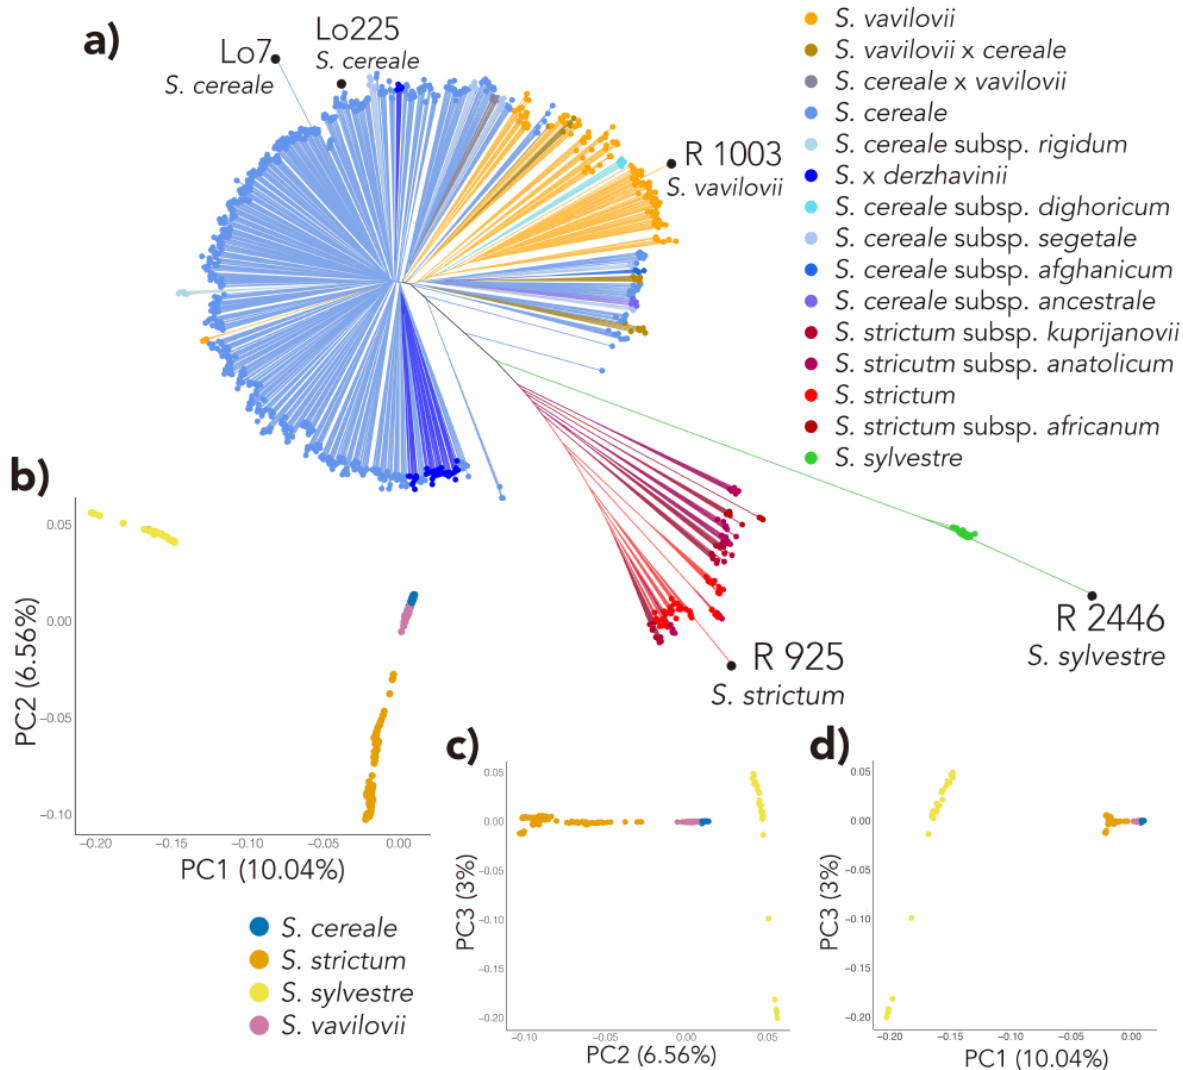 a)
Lo7
S. cereale
Lo225
S. cereale
R 1003
S. vavilovii
S. vavilovii
S. vavilovii x cereale
S. cereale x vavilovii
S. cereale
S. cereale subsp. rigidum
S. x derzhavinii
S. cereale subsp. dighoricum
S. cereale subsp. segetale
S. cereale subsp. afghanicum
S. cereale subsp. ancestrale
S. strictum subsp. kuprijanovii
S. stricutm subsp. anatolicum
S. strictum
S. strictum subsp. africanum
S. sylvestre
R 2446
S. sylvestre
R 925
S. strictum
b)
0.05
0.00
−0.05
−0.10
PC2 (6.56%)
−0.20
−0.15
−0.10
−0.05
0.00
PC1 (10.04%)
S. cereale
S. strictum
S. sylvestre
S. vavilovii
c)
0.05
0.00
−0.05
−0.10
−0.15
−0.20
PC3 (3%)
−0.10
−0.05
0.00
0.05
PC2 (6.56%)
d)
0.05
0.00
−0.05
−0.10
−0.15
−0.20
PC3 (3%)
−0.20
−0.15
−0.10
−0.05
0.00
PC1 (10.04%)